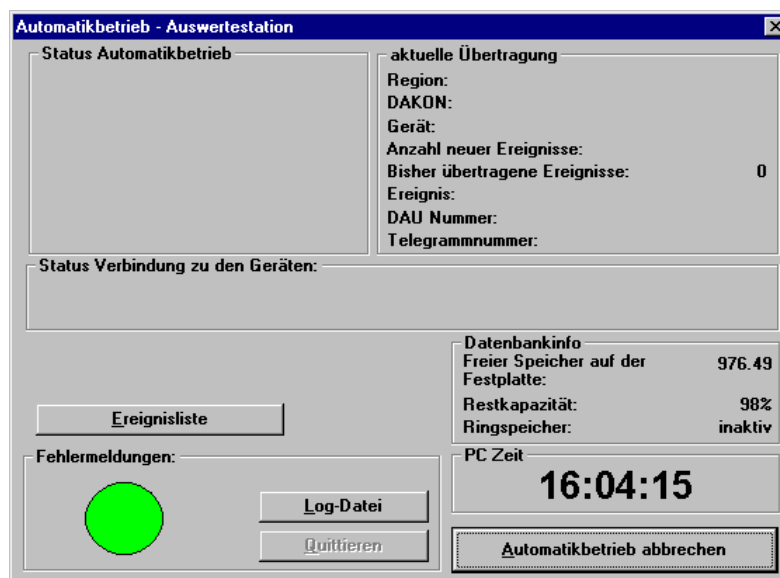 Automatikbetrieb - Auswertestation
Status Automatikbetrieb
aktuelle Übertragung
Region:
DAKON:
Gerät:
Anzahl neuer Ereignisse:
Bisher übertragene Ereignisse: 0
Ereignis:
DAU Nummer:
Telegrammnummer:
Status Verbindung zu den Geräten:
Datenbankinfo
Freier Speicher auf der 976.49
Festplatte:
Restkapazität: 98%
Ringspeicher: inaktiv
Ereignisliste
Fehlermeldungen:
Log-Datei
Quittieren
PC Zeit
16:04:15
Automatikbetrieb abbrechen